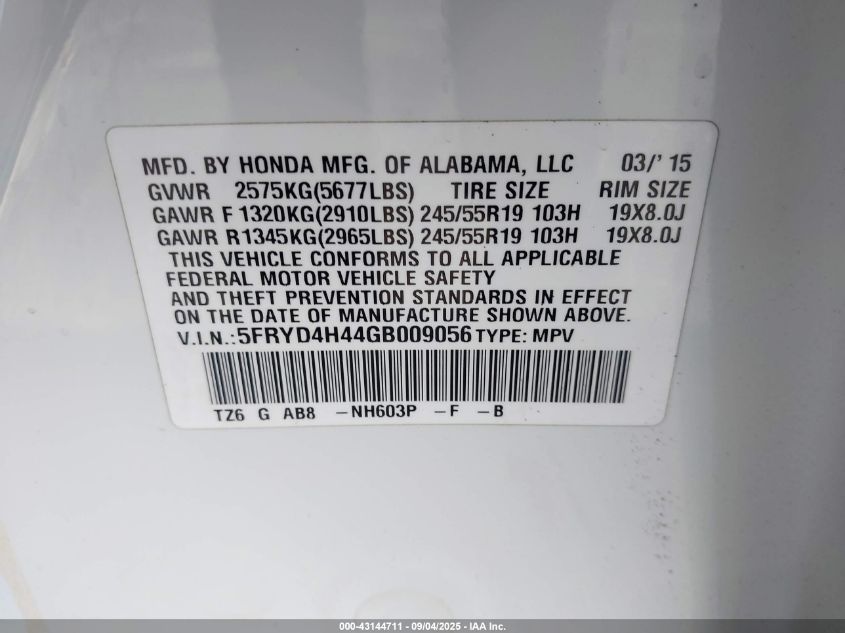 MFD. BY HONDA MFG. OF ALABAMA, LLC 03/' 15
GVWR 2575KG(5677LBS) TIRE SIZE RIM SIZE
GAWR F 1320KG(2910LBS) 245/55R19 103H 19X8.0J
GAWR R1345KG(2965LBS) 245/55R19 103H 19X8.0J
THIS VEHICLE CONFORMS TO ALL APPLICABLE
FEDERAL MOTOR VEHICLE SAFETY
AND THEFT PREVENTION STANDARDS IN EFFECT
ON THE DATE OF MANUFACTURE SHOWN ABOVE.
V.I.N.:5FRYD4H44GB009056 TYPE: MPV
TZ6 G AB8 -NH603P -F -B
000-43144711 - 09/04/2025 - IAA Inc.